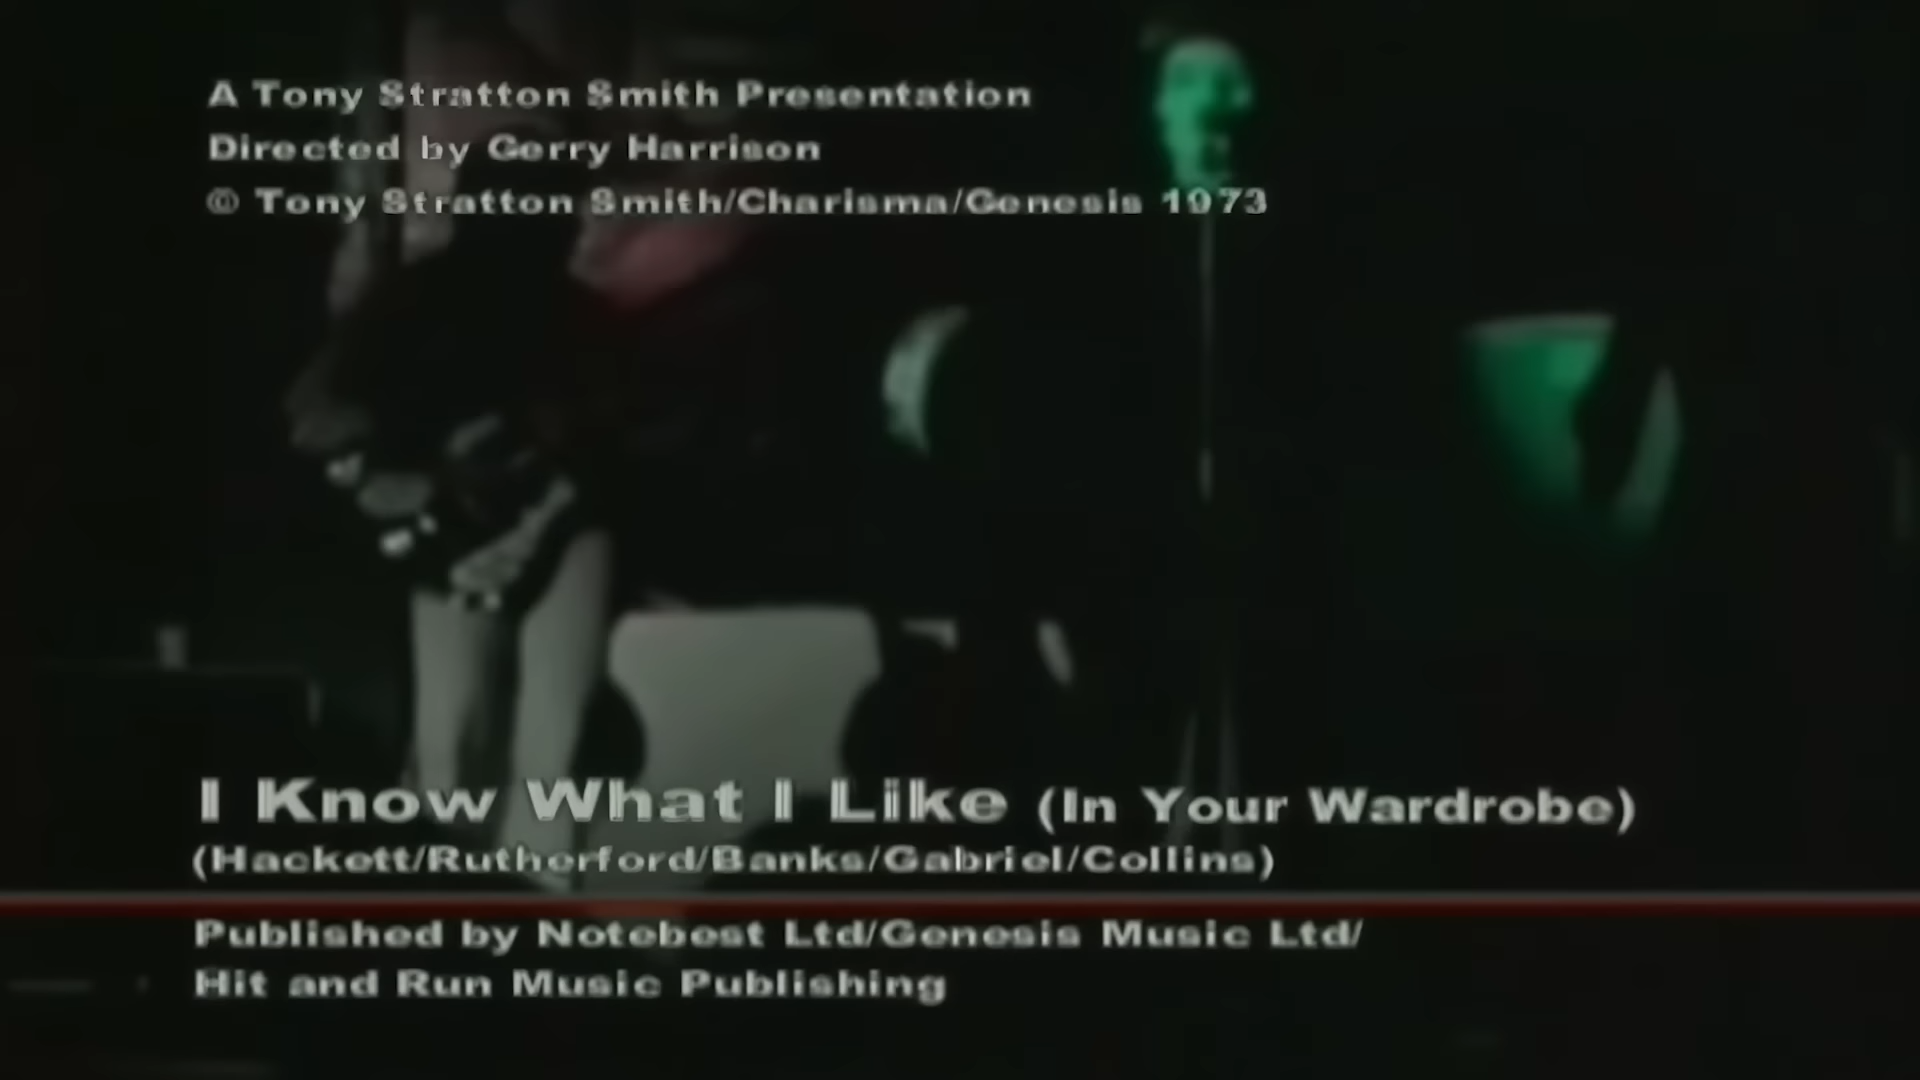 A Tony Stratton Smith Presentation
Directed by Gerry Harrison
© Tony Stratton Smith/Charisma/Genesis 1973
I Know What I Like (In Your Wardrobe)
(Hackett/Rutherford/Banks/Gabriel/Collins)
Published by Notebest Ltd/Genesis Music Ltd/
Hit and Run Music Publishing